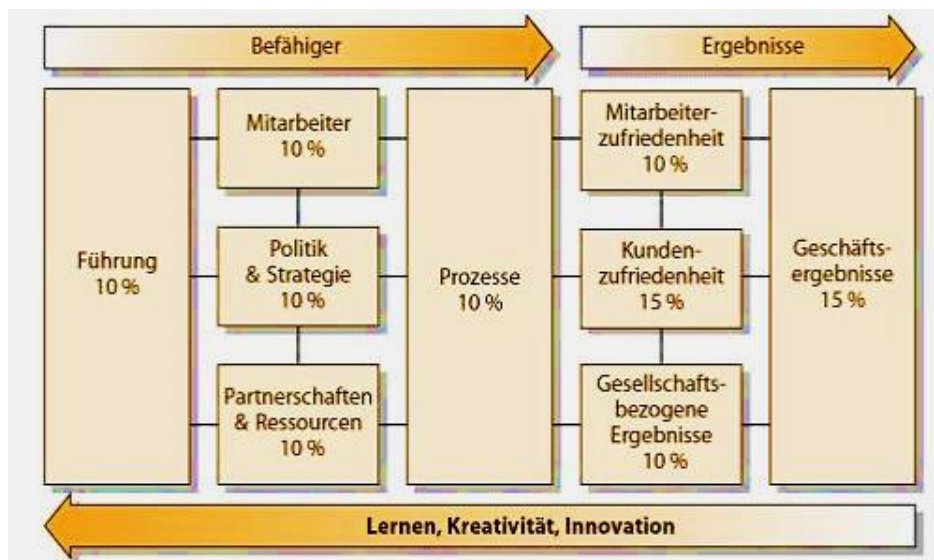 Befähiger
Ergebnisse
Führung
10 %
Mitarbeiter
10 %
Politik
& Strategie
10 %
Partnerschaften
& Ressourcen
10 %
Prozesse
10 %
Mitarbeiter-
zufriedenheit
10 %
Kunden-
zufriedenheit
15 %
Gesellschafts-
bezogene
Ergebnisse
10 %
Geschäfts-
ergebnisse
15 %
Lernen, Kreativität, Innovation